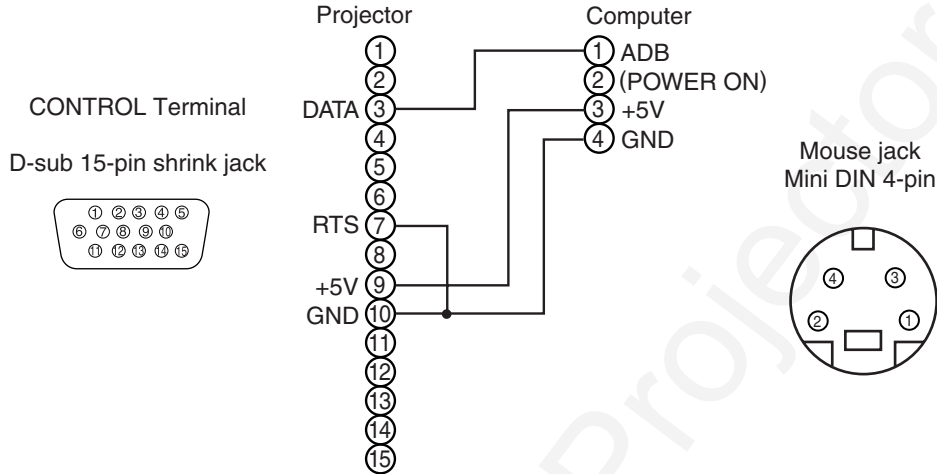 Projector
Computer
CONTROL Terminal
D-sub 15-pin shrink jack
① ② ③ ④ ⑤
⑥ ⑦ ⑧ ⑨ ⑩
⑪ ⑫ ⑬ ⑭ ⑮
①
②
DATA ③
④
⑤
⑥
RTS ⑦
⑧
+5V ⑨
GND ⑩
⑪
⑫
⑬
⑭
⑮
① ADB
② (POWER ON)
③ +5V
④ GND
Mouse jack
Mini DIN 4-pin
④ ③
② ①
Projector